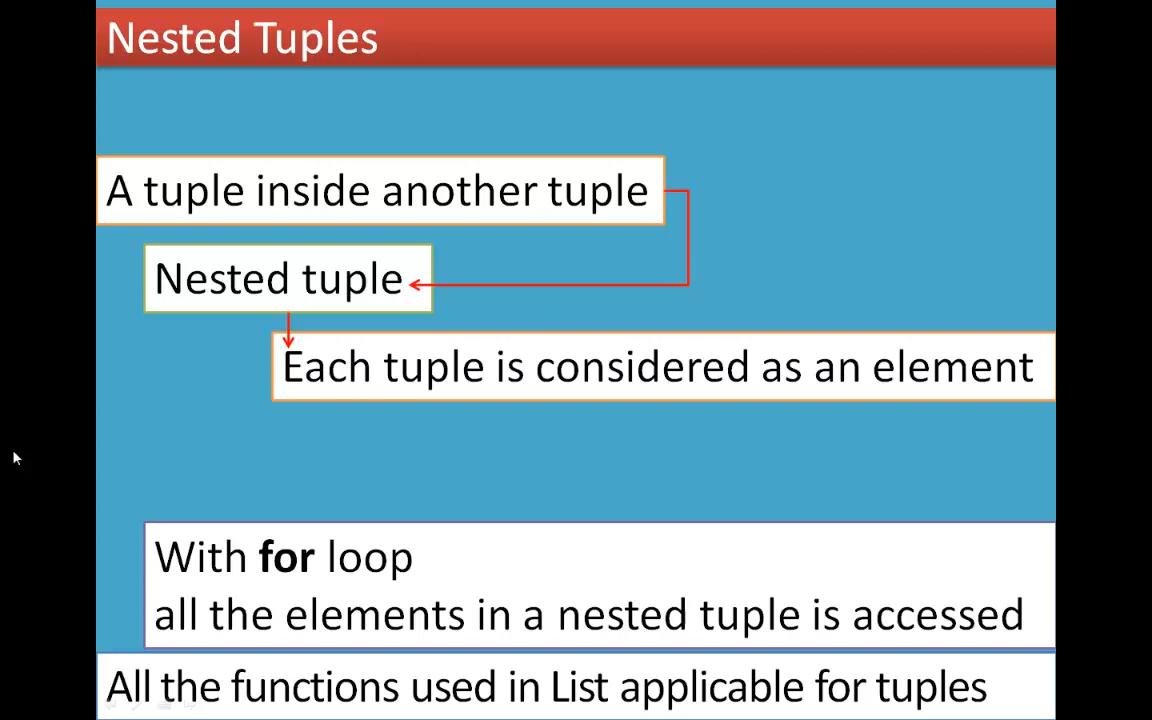 Nested Tuples
A tuple inside another tuple
Nested tuple
Each tuple is considered as an element
With for loop
all the elements in a nested tuple is accessed
All the functions used in List applicable for tuples